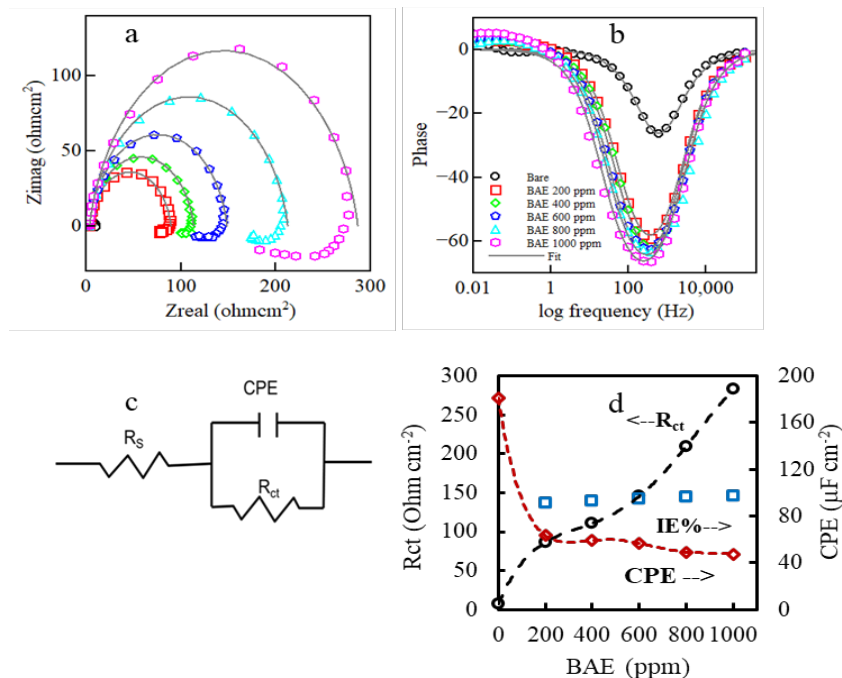 a
Zimag (ohmcm²)
100
50
0
0 100 200 300
Zreal (ohmcm²)
b
Phase
0
−20
−40
−60
Bare
BAE 200 ppm
BAE 400 ppm
BAE 600 ppm
BAE 800 ppm
BAE 1000 ppm
Fit
0.01 1 100 10,000
log frequency (Hz)
c
CPE
Rs
Rct
d
Rct (Ohm cm⁻²)
300
250
200
150
100
50
0
<--Rct
IE%-->
CPE -->
200
160
120
80
40
0
CPE (µF cm⁻²)
0 200 400 600 800 1000
BAE (ppm)